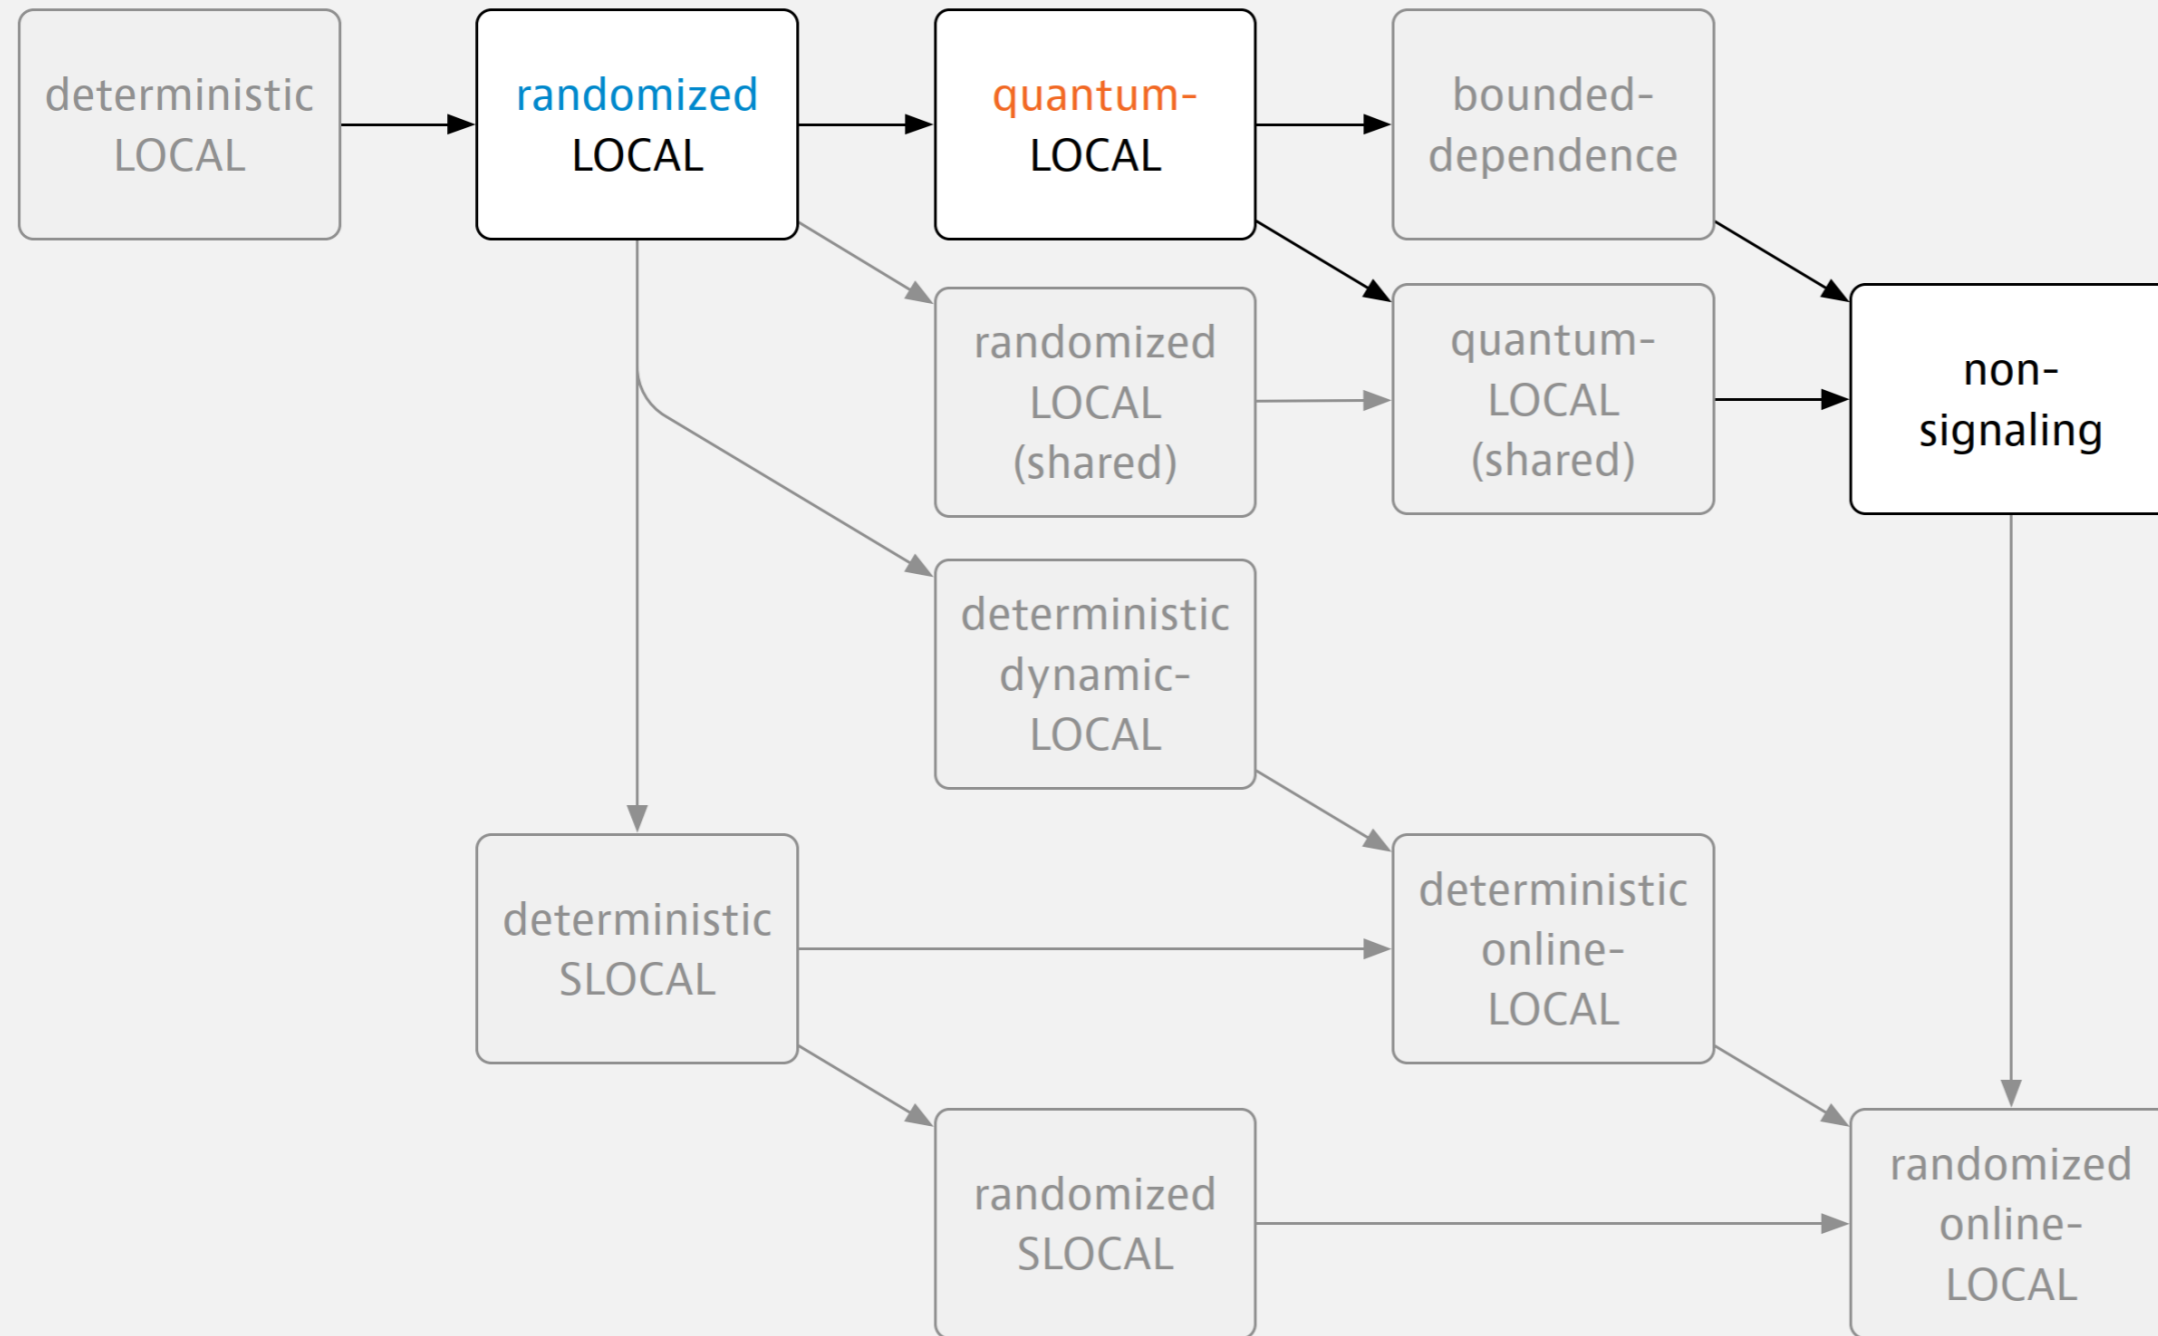 deterministic
LOCAL
randomized
LOCAL
quantum-
LOCAL
bounded-
dependence
randomized
LOCAL
(shared)
quantum-
LOCAL
(shared)
non-
signaling
deterministic
dynamic-
LOCAL
deterministic
SLOCAL
deterministic
online-
LOCAL
randomized
SLOCAL
randomized
online-
LOCAL